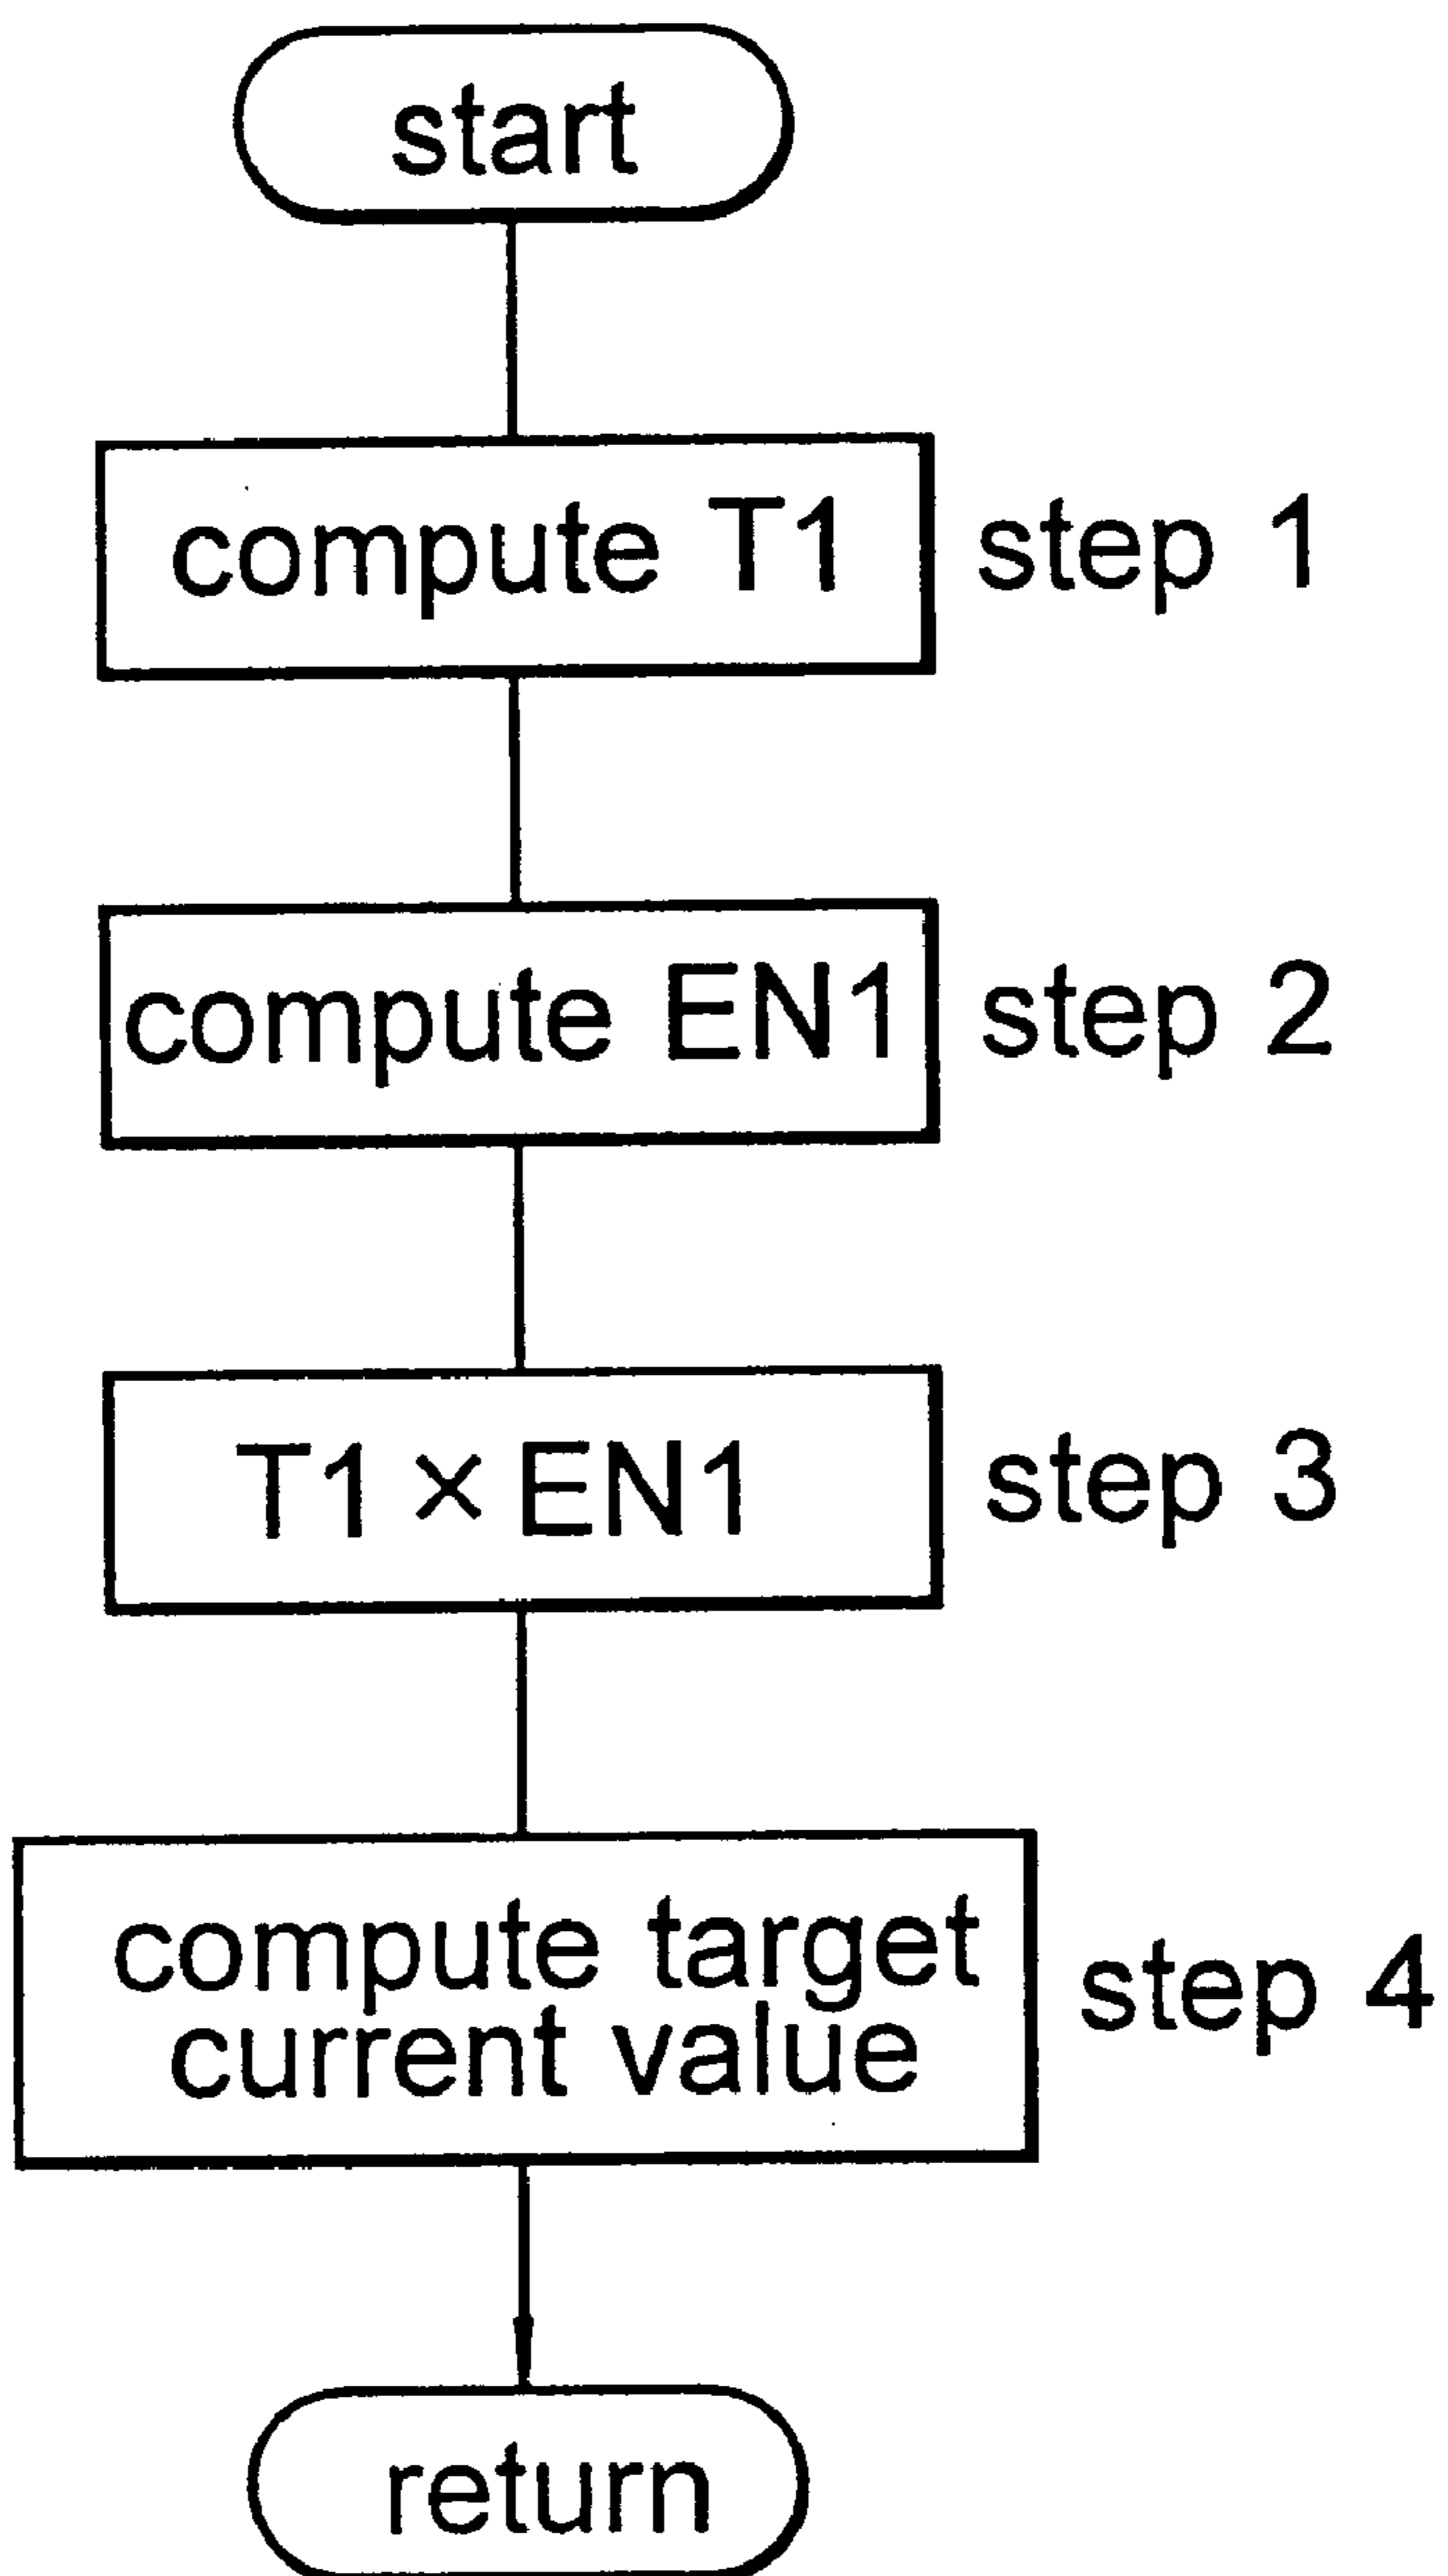 start
compute T1 step 1
compute EN1 step 2
T1 × EN1 step 3
compute target
current value
step 4
return